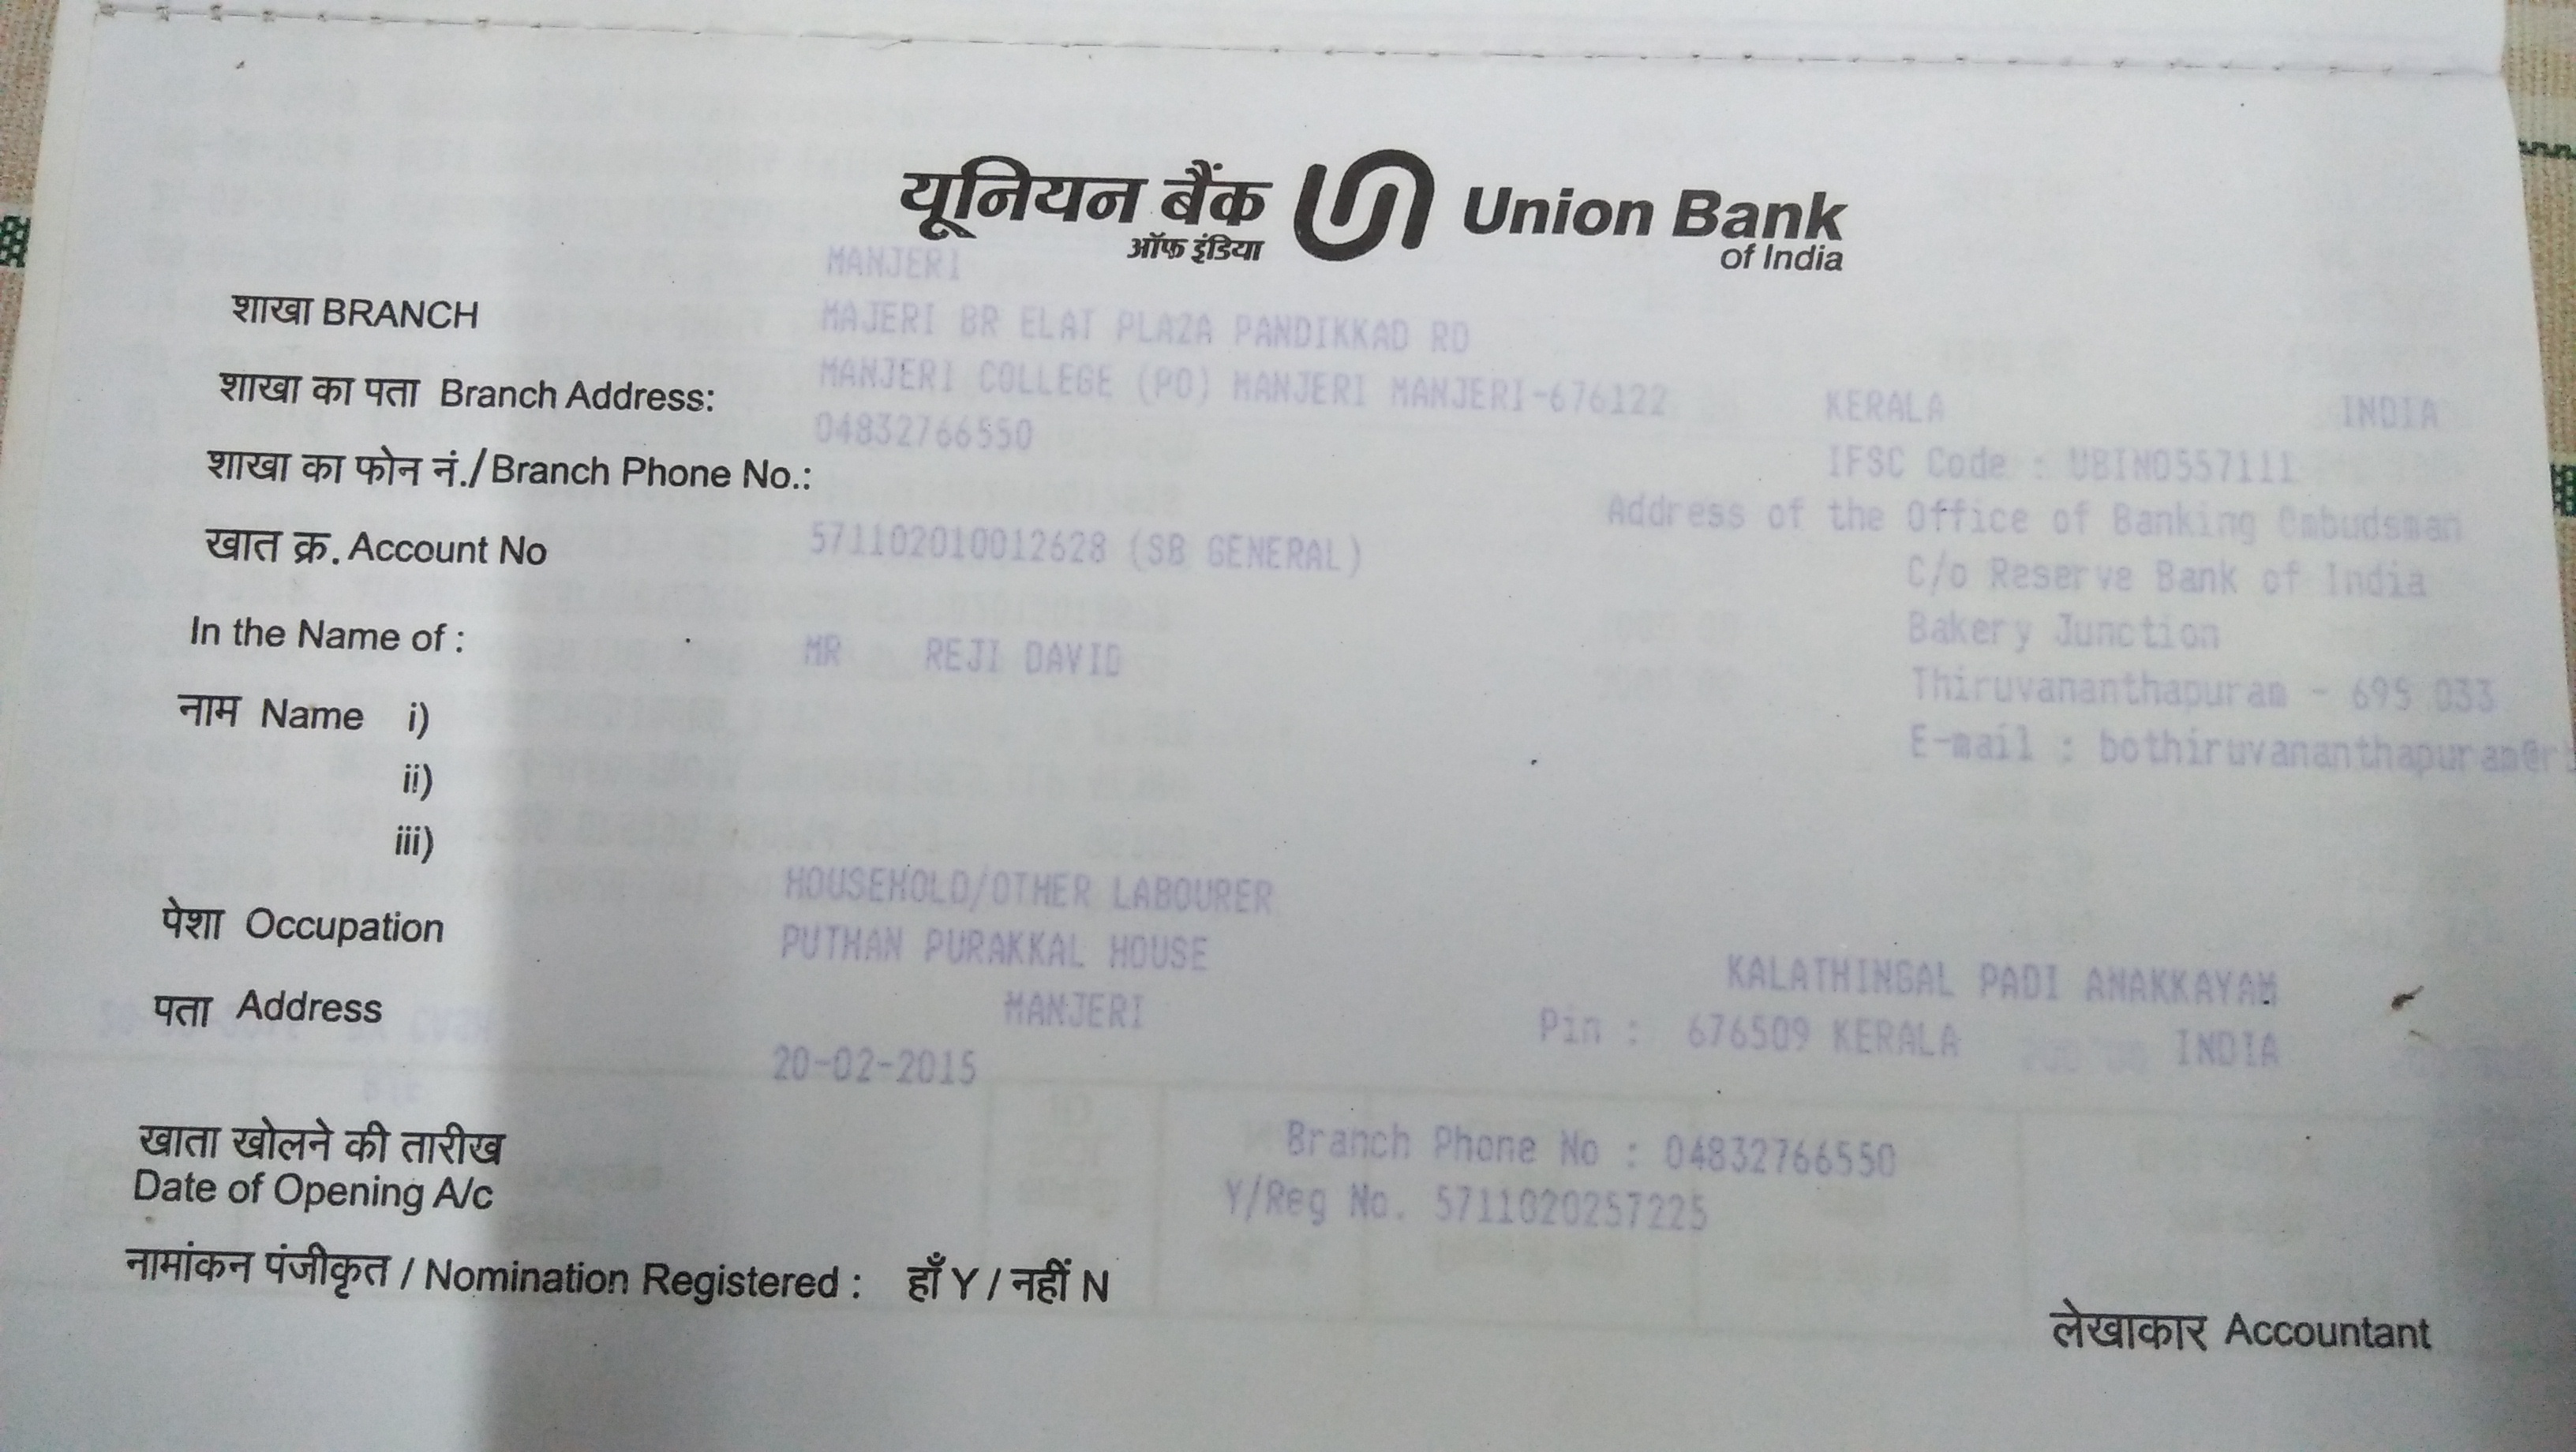 यूनियन बैंक Union Bank
ऑफ इंडिया of India
MANJERI
शाखा BRANCH
MAJERI BR ELAT PLAZA PANDIKKAD RD
शाखा का पता Branch Address:
MANJERI COLLEGE (PO) MANJERI MANJERI-676122 KERALA INDIA
04832766550
शाखा का फोन नं./Branch Phone No.:
IFSC Code : UBIN0557111
खात क्र. Account No 571102010012628 (SB GENERAL)
Address of the Office of Banking Ombudsman
C/o Reserve Bank of India
Bakery Junction
Thiruvananthapuram - 695 033
E-mail : bothiruvananthapuram@r
In the Name of : MR REJI DAVID
नाम Name i)
ii)
iii)
HOUSEHOLD/OTHER LABOURER
पेशा Occupation
PUTHAN PURAKKAL HOUSE KALATHINGAL PADI ANAKKAYAM
पता Address
MANJERI Pin : 676509 KERALA INDIA
20-02-2015
खाता खोलने की तारीख
Date of Opening A/c
Branch Phone No : 04832766550
Y/Reg No. 5711020257225
नामांकन पंजीकृत / Nomination Registered : हाँ Y / नहीं N
लेखाकार Accountant